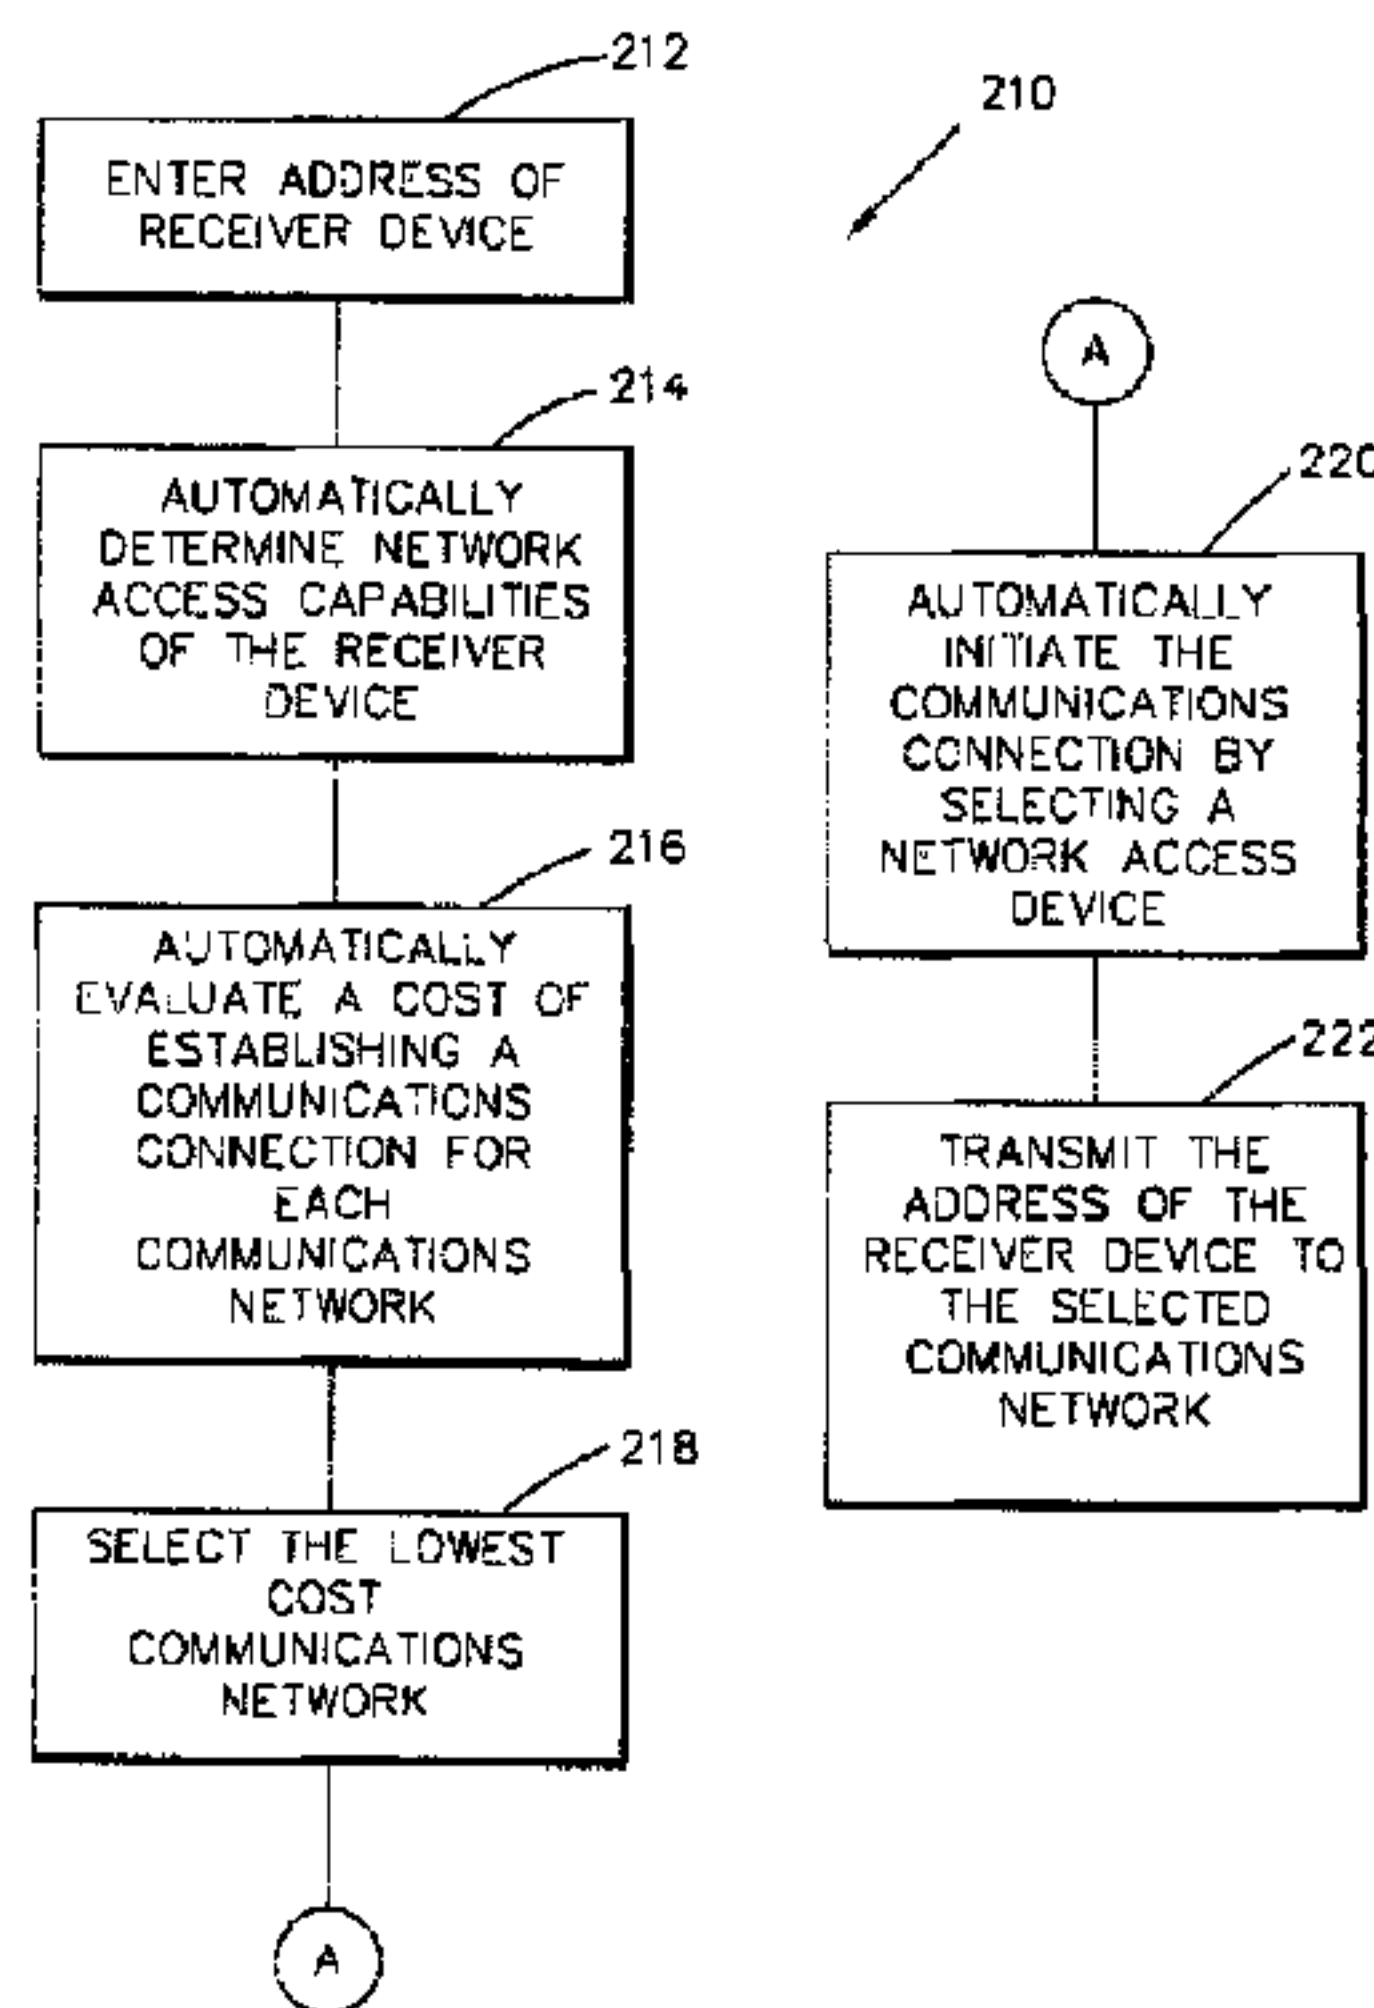 212
ENTER ADDRESS OF
RECEIVER DEVICE
214
AUTOMATICALLY
DETERMINE NETWORK
ACCESS CAPABILITIES
OF THE RECEIVER
DEVICE
216
AUTOMATICALLY
EVALUATE A COST OF
ESTABLISHING A
COMMUNICATIONS
CONNECTION FOR
EACH
COMMUNICATIONS
NETWORK
218
SELECT THE LOWEST
COST
COMMUNICATIONS
NETWORK
A
210
A
220
AUTOMATICALLY
INITIATE THE
COMMUNICATIONS
CONNECTION BY
SELECTING A
NETWORK ACCESS
DEVICE
222
TRANSMIT THE
ADDRESS OF THE
RECEIVER DEVICE TO
THE SELECTED
COMMUNICATIONS
NETWORK